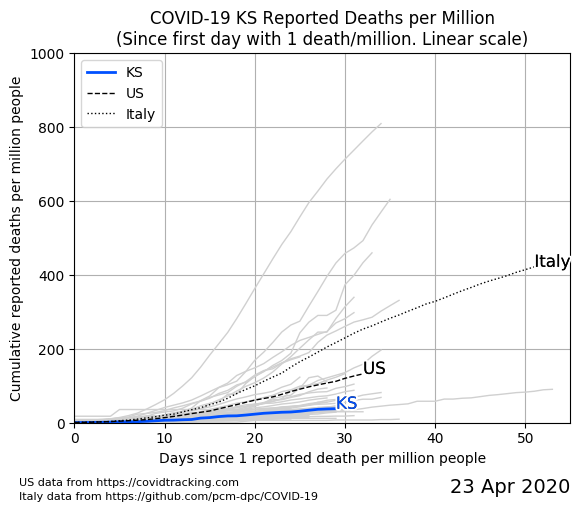 COVID-19 KS Reported Deaths per Million
(Since first day with 1 death/million. Linear scale)
Cumulative reported deaths per million people
1000
800
600
400
200
0
KS
US
Italy
Italy
US
KS
0 10 20 30 40 50
Days since 1 reported death per million people
US data from https://covidtracking.com
Italy data from https://github.com/pcm-dpc/COVID-19
23 Apr 2020